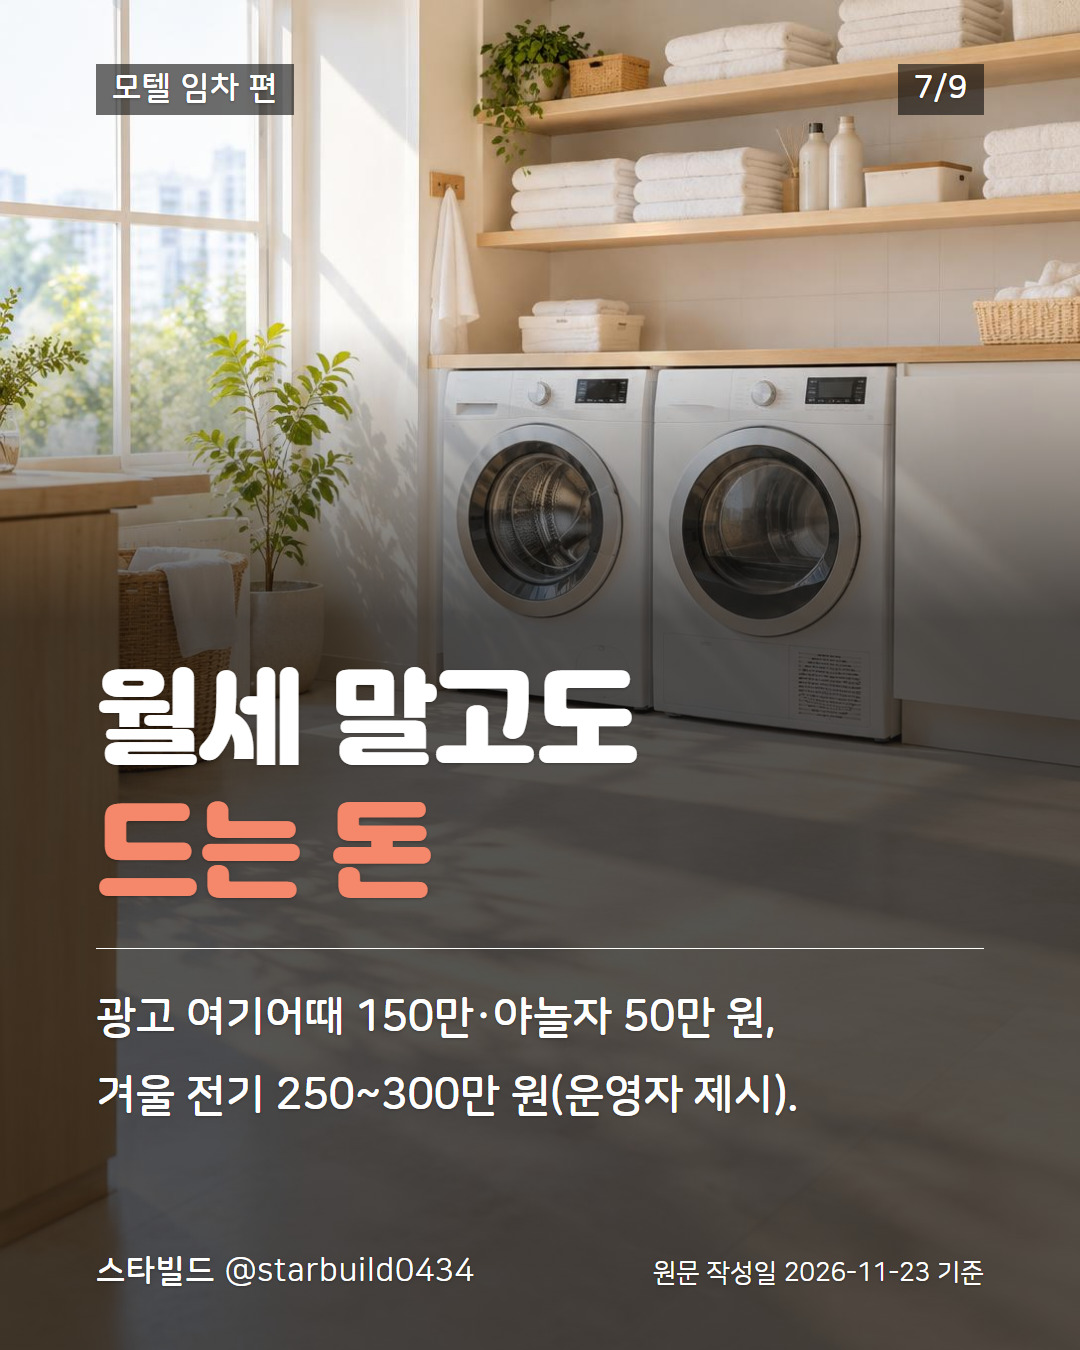 모텔 임차 편
7/9
월세 말고도
드는 돈
광고 여기어때 150만·야놀자 50만 원,
겨울 전기 250~300만 원(운영자 제시).
스타빌드 @starbuild0434
원문 작성일 2026-11-23 기준